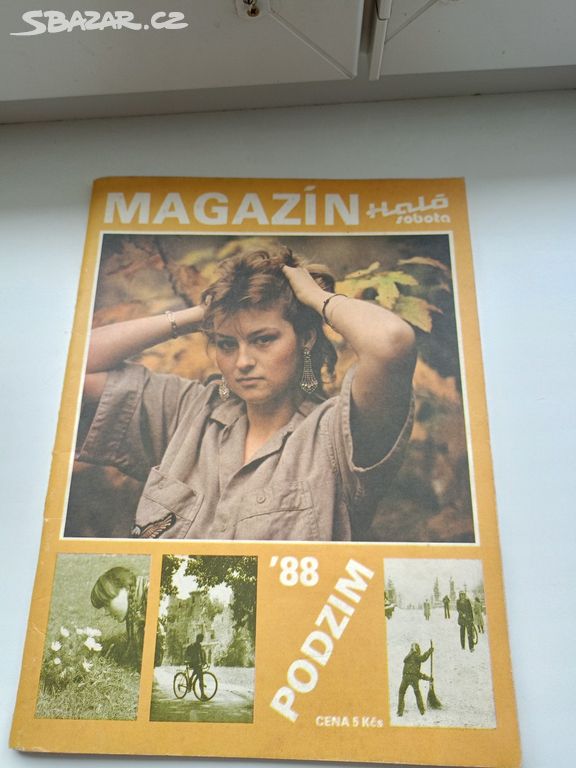 SBAZAR.CZ
MAGAZÍN Haló
sobota
'88
PODZIM
CENA 5 Kčs